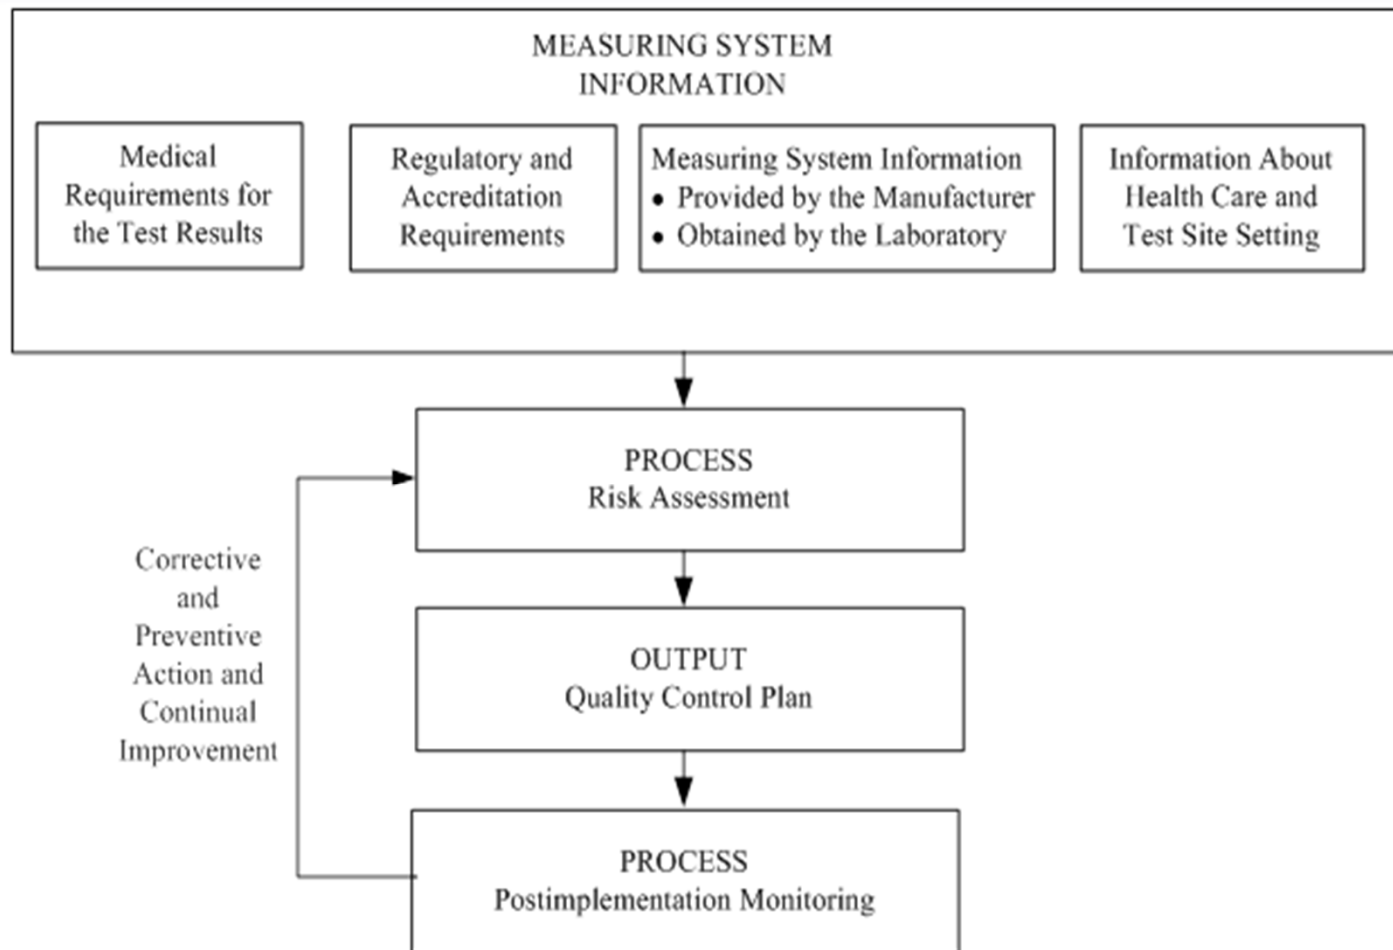 MEASURING SYSTEM
INFORMATION
Medical
Requirements for
the Test Results
Regulatory and
Accreditation
Requirements
Measuring System Information
• Provided by the Manufacturer
• Obtained by the Laboratory
Information About
Health Care and
Test Site Setting
PROCESS
Risk Assessment
Corrective
and
Preventive
Action and
Continual
Improvement
OUTPUT
Quality Control Plan
PROCESS
Postimplementation Monitoring